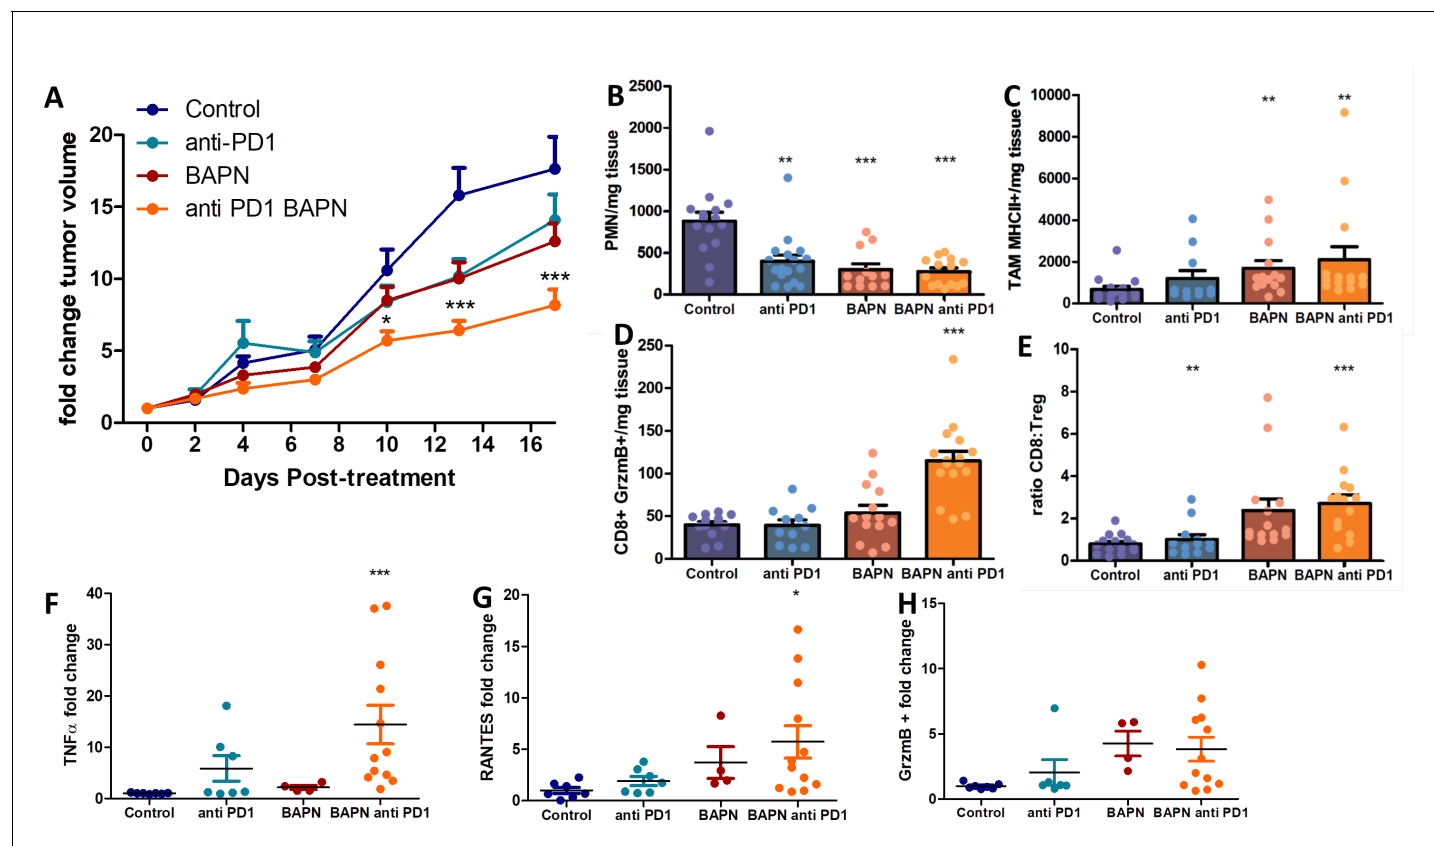 A
Control
anti-PD1
BAPN
anti PD1 BAPN
fold change tumor volume
20
15
10
5
0
*
***
***
0 2 4 6 8 10 12 14 16
Days Post-treatment
B
PMN/mg tissue
2500
2000
1500
1000
500
0
** *** ***
Control anti PD1 BAPN BAPN anti PD1
C
TAM MHCII+/mg tissue
10000
8000
6000
4000
2000
0
** **
Control anti PD1 BAPN BAPN anti PD1
D
CD8+ GrzmB+/mg tissue
250
200
150
100
50
0
***
Control anti PD1 BAPN BAPN anti PD1
E
ratio CD8:Treg
10
8
6
4
2
0
** ***
Control anti PD1 BAPN BAPN anti PD1
F
TNFα fold change
40
30
20
10
0
***
Control anti PD1 BAPN BAPN anti PD1
G
RANTES fold change
20
15
10
5
0
*
Control anti PD1 BAPN BAPN anti PD1
H
GrzmB + fold change
15
10
5
0
Control anti PD1 BAPN BAPN anti PD1